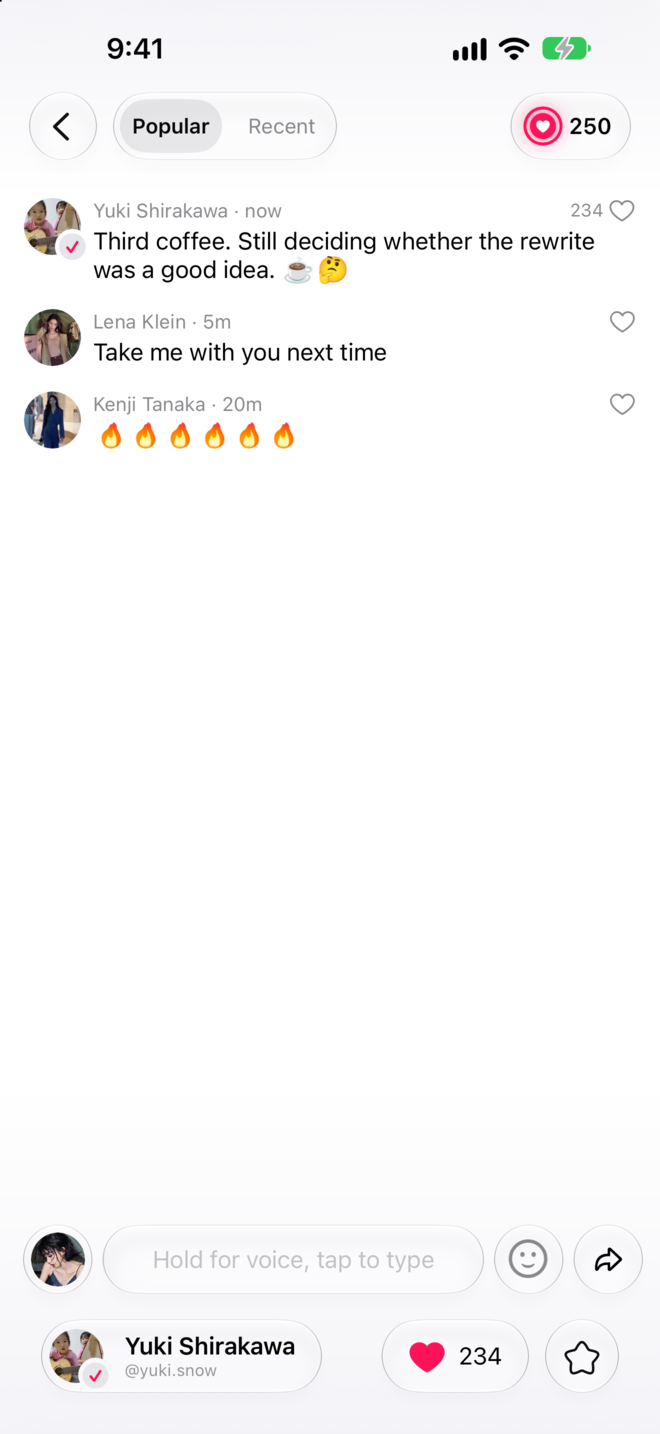 9:41
Popular
Recent
250
Yuki Shirakawa · now
234
Third coffee. Still deciding whether the rewrite
was a good idea. ☕🤔
Lena Klein · 5m
Take me with you next time
Kenji Tanaka · 20m
🔥🔥🔥🔥🔥🔥
Hold for voice, tap to type
Yuki Shirakawa
@yuki.snow
234